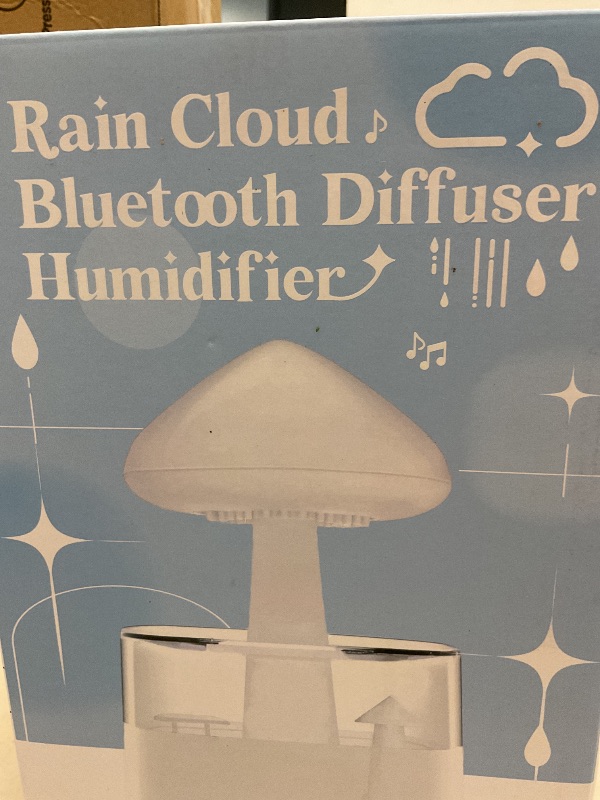 Rain Cloud
Bluetooth Diffuser
Humidifier